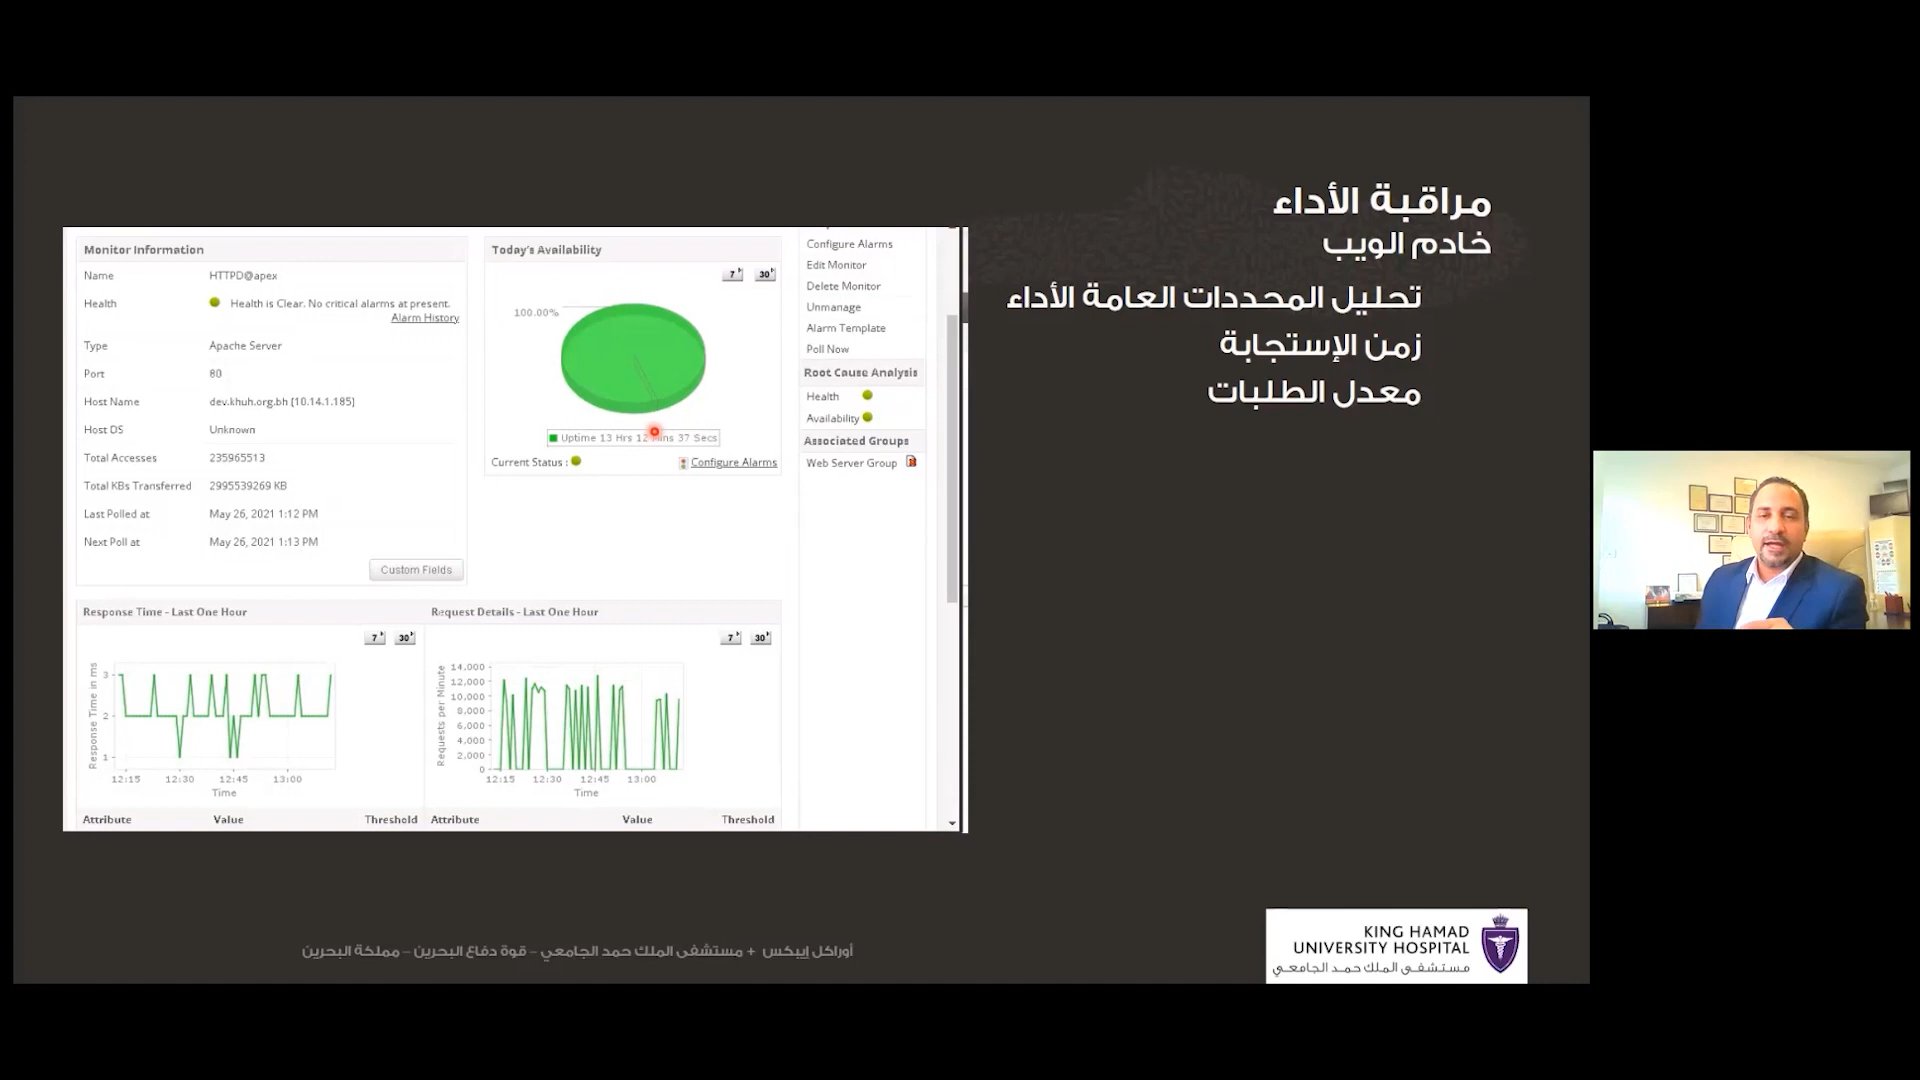 مراقبة الأداء
خادم الويب
تحليل المحددات العامة الأداء
زمن الإستجابة
معدل الطلبات
Monitor Information
Name HTTPD@apex
Health Health is Clear. No critical alarms at present.
Alarm History
Type Apache Server
Port 80
Host Name dev.khuh.org.bh [10.14.1.185]
Host OS Unknown
Total Accesses 235965513
Total KBs Transferred 2995539269 KB
Last Polled at May 26, 2021 1:12 PM
Next Poll at May 26, 2021 1:13 PM
Custom Fields
Today's Availability
7 30
100.00%
Uptime 13 Hrs 12 Mins 37 Secs
Current Status : Configure Alarms
Configure Alarms
Edit Monitor
Delete Monitor
Unmanage
Alarm Template
Poll Now
Root Cause Analysis
Health
Availability
Associated Groups
Web Server Group
Response Time - Last One Hour
7 30
Response Time in ms
3
2
1
12:15 12:30 12:45 13:00
Time
Attribute Value Threshold
Request Details - Last One Hour
7 30
Requests per Minute
14,000
12,000
10,000
8,000
6,000
4,000
2,000
0
12:15 12:30 12:45 13:00
Time
Attribute Value Threshold
أوراكل إيبكس + مستشفى الملك حمد الجامعي – قوة دفاع البحرين – مملكة البحرين
KING HAMAD
UNIVERSITY HOSPITAL
مستشفى الملك حمد الجامعي